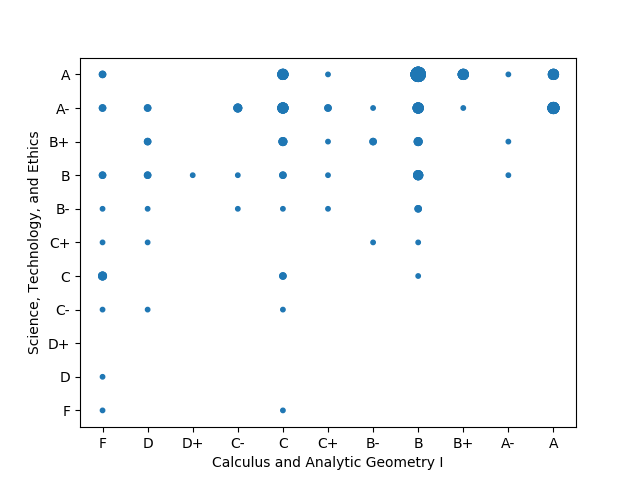 A
A-
B+
B
B-
C+
C
C-
D+
D
F
Science, Technology, and Ethics
F D D+ C- C C+ B- B B+ A- A
Calculus and Analytic Geometry I